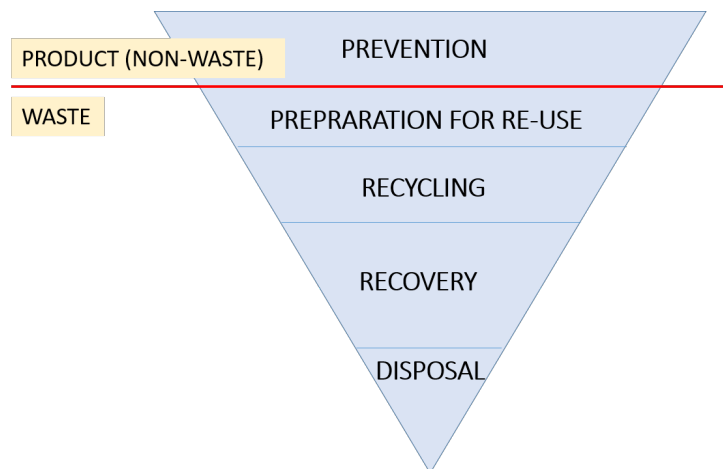 PREVENTION
PRODUCT (NON-WASTE)
WASTE
PREPRARATION FOR RE-USE
RECYCLING
RECOVERY
DISPOSAL